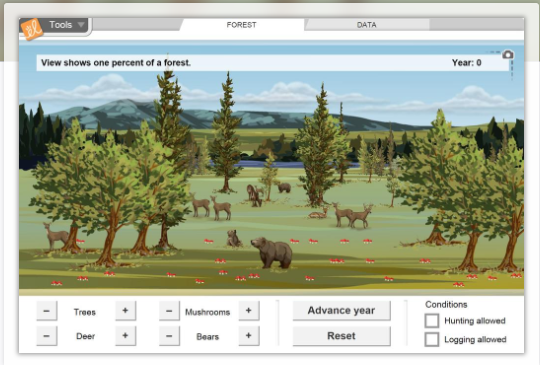 Tools
FOREST
DATA
View shows one percent of a forest.
Year: 0
− Trees +
− Mushrooms +
Advance year
Conditions
Hunting allowed
− Deer +
− Bears +
Reset
Logging allowed